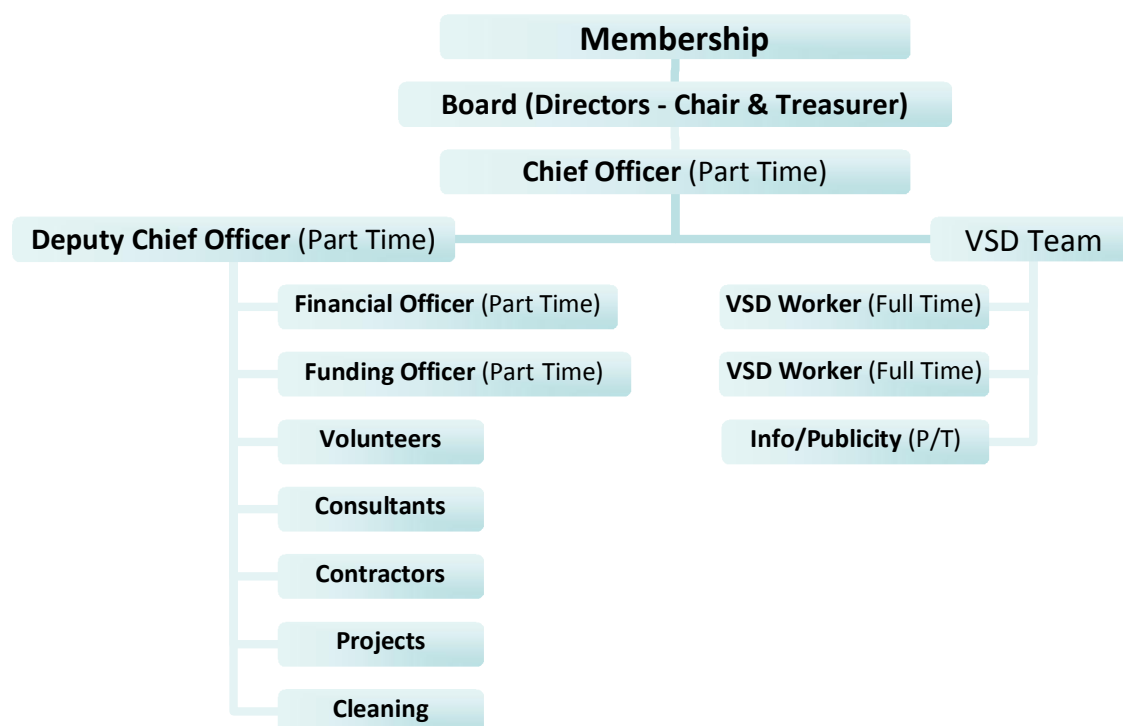 Membership
Board (Directors - Chair & Treasurer)
Chief Officer (Part Time)
Deputy Chief Officer (Part Time)
VSD Team
Financial Officer (Part Time)
VSD Worker (Full Time)
Funding Officer (Part Time)
VSD Worker (Full Time)
Volunteers
Info/Publicity (P/T)
Consultants
Contractors
Projects
Cleaning